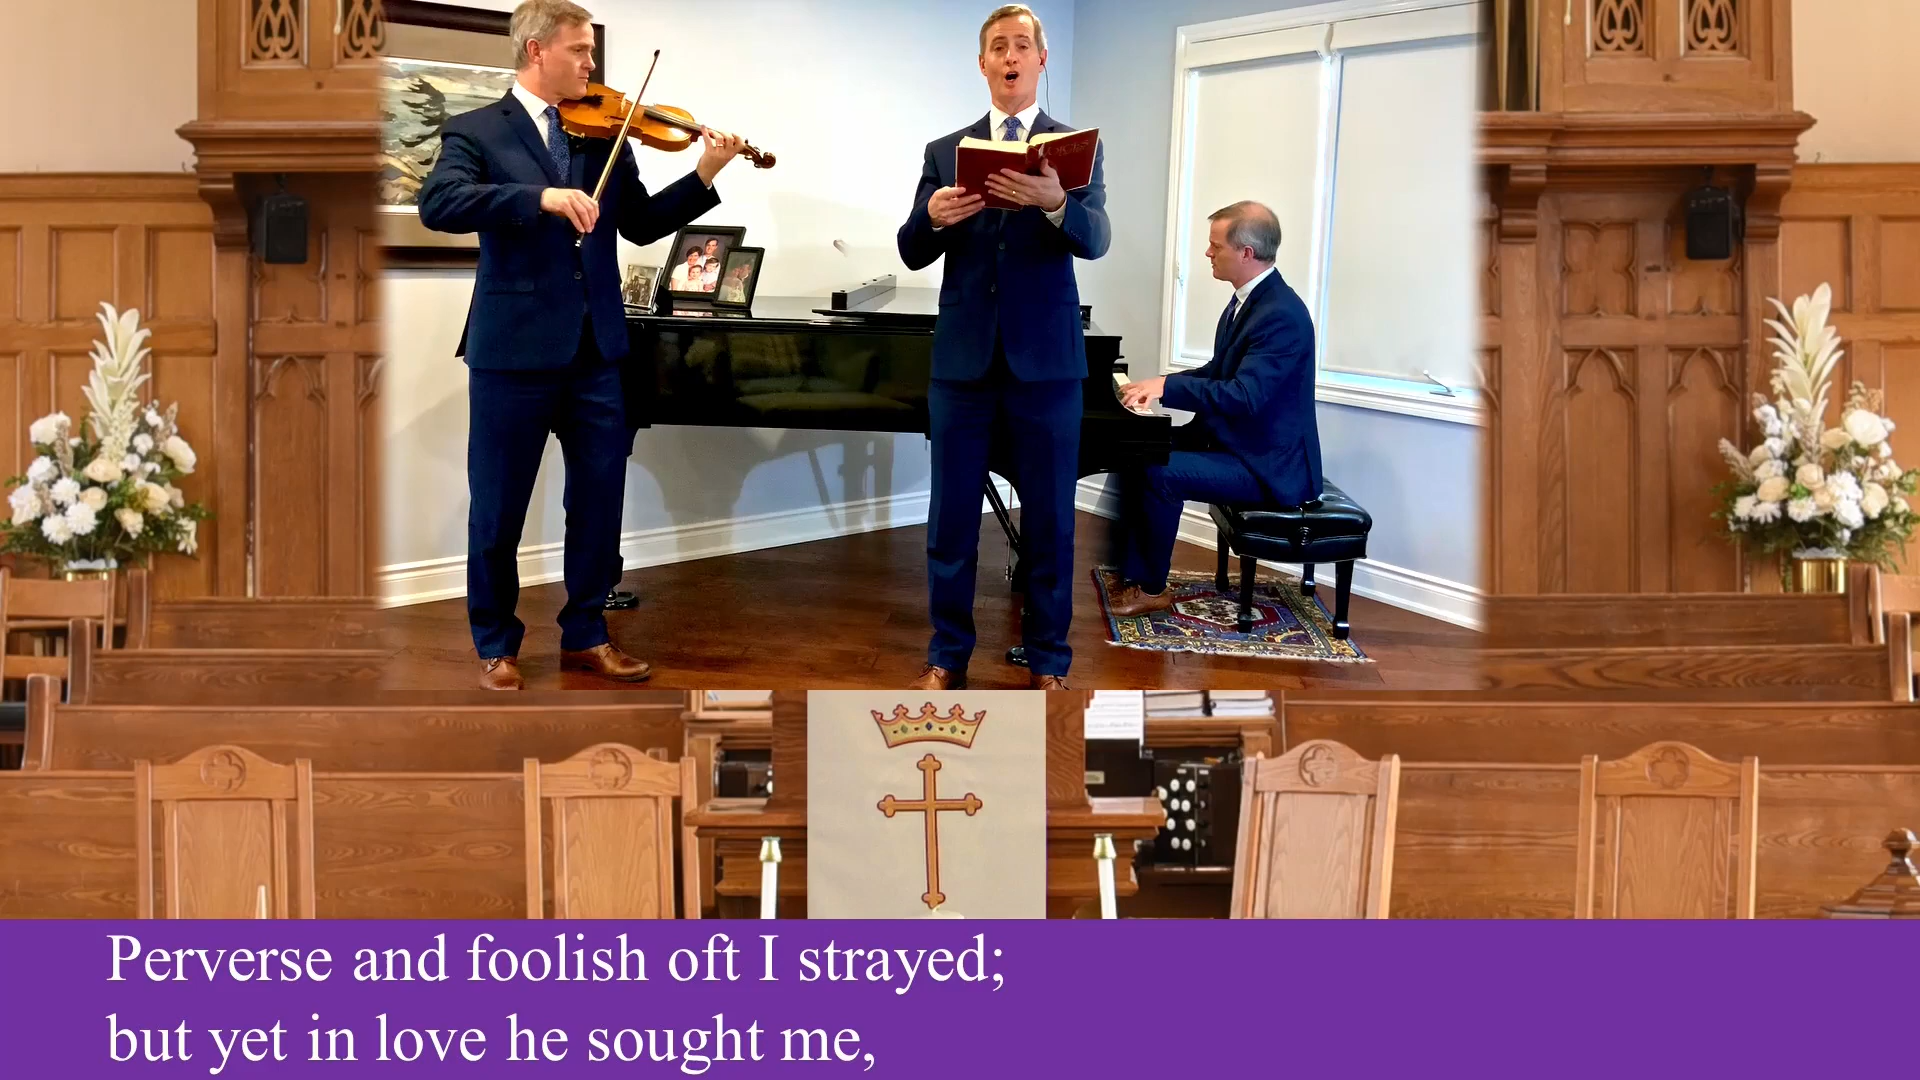 Perverse and foolish oft I strayed;
but yet in love he sought me,